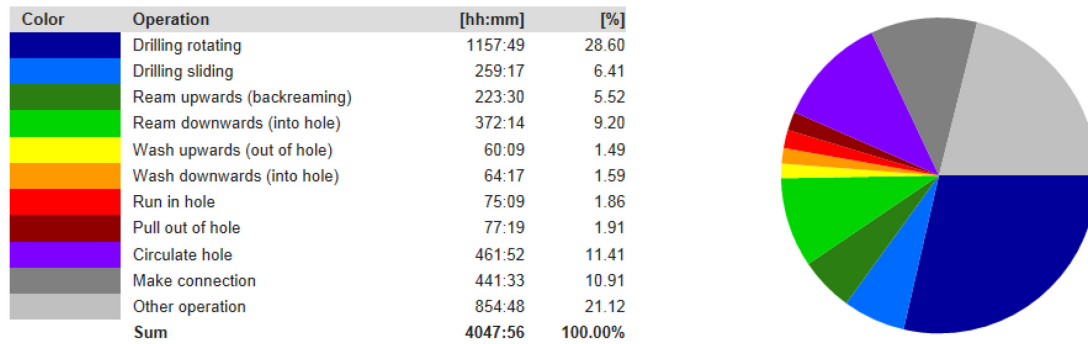 Color Operation [hh:mm] [%]
Drilling rotating 1157:49 28.60
Drilling sliding 259:17 6.41
Ream upwards (backreaming) 223:30 5.52
Ream downwards (into hole) 372:14 9.20
Wash upwards (out of hole) 60:09 1.49
Wash downwards (into hole) 64:17 1.59
Run in hole 75:09 1.86
Pull out of hole 77:19 1.91
Circulate hole 461:52 11.41
Make connection 441:33 10.91
Other operation 854:48 21.12
Sum 4047:56 100.00%